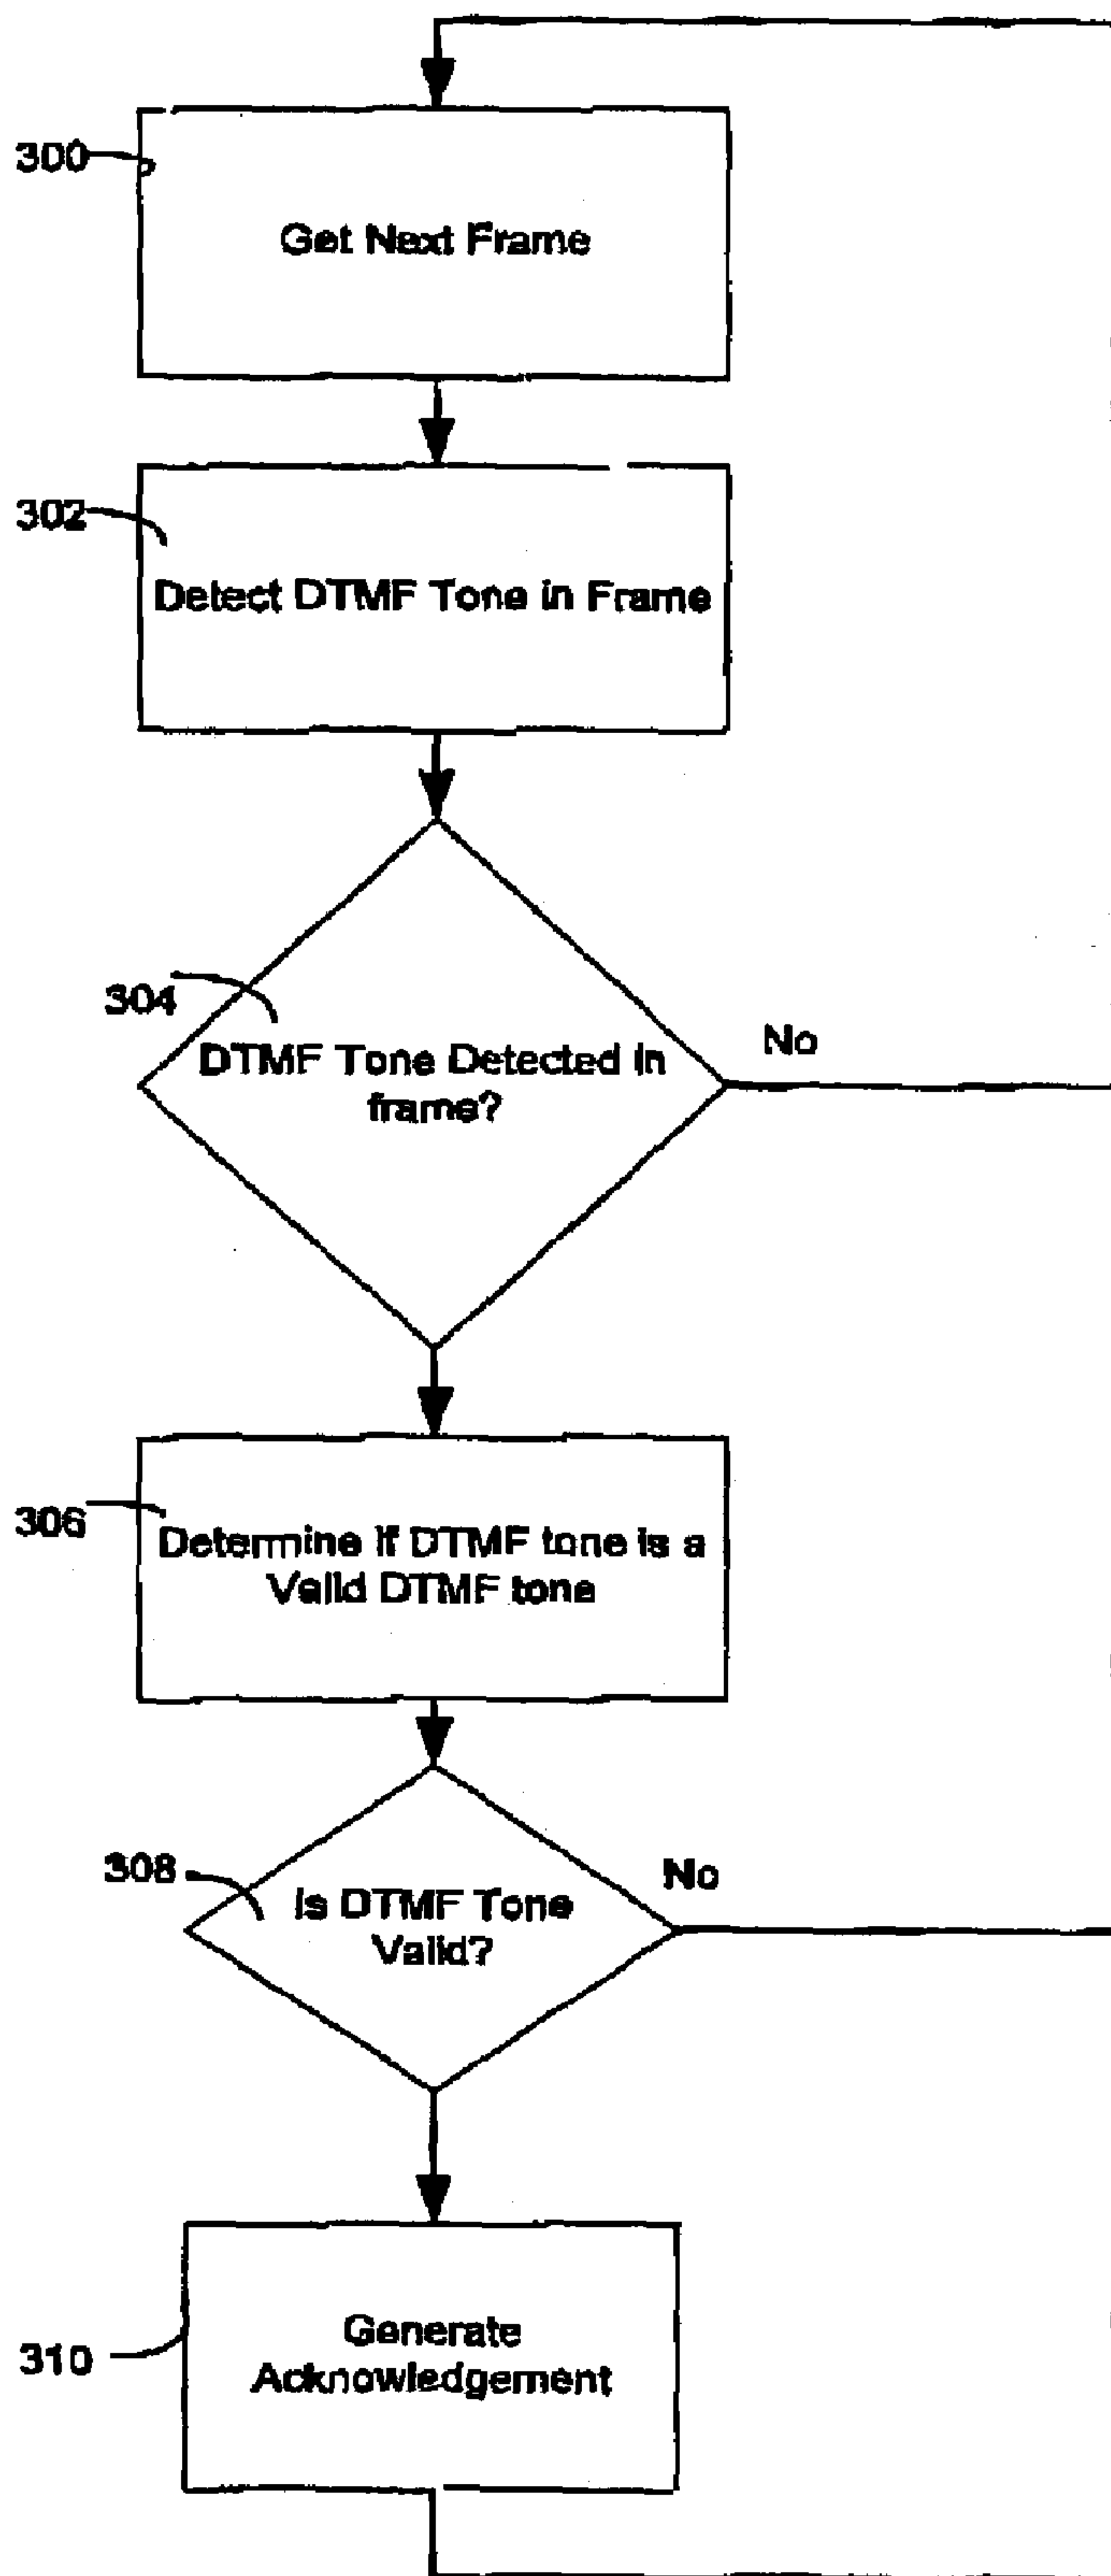 300
Get Next Frame
302
Detect DTMF Tone in Frame
304
No
DTMF Tone Detected in
frame?
306
Determine if DTMF tone is a
Valid DTMF tone
308
No
Is DTMF Tone
Valid?
310
Generate
Acknowledgement